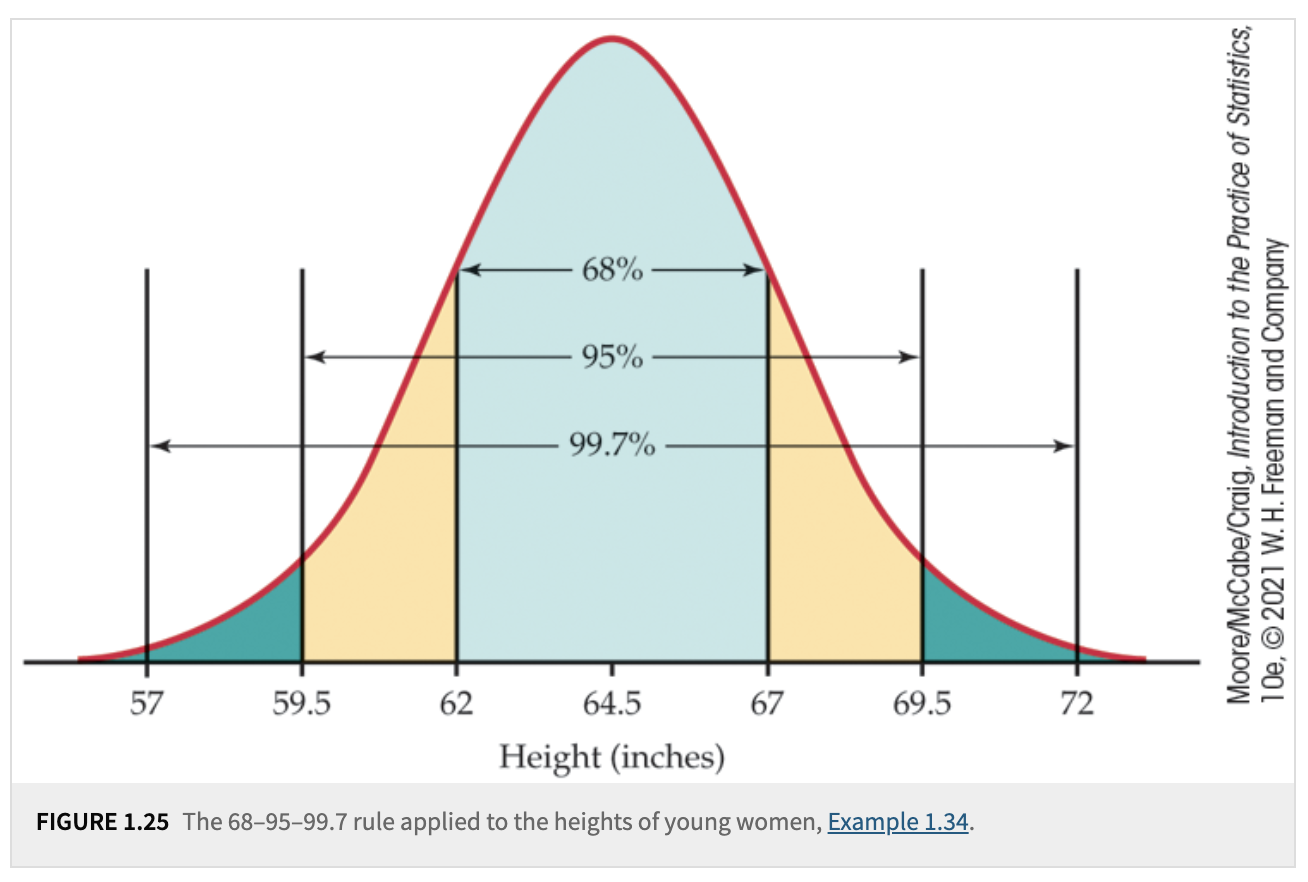 68%
95%
99.7%
57 59.5 62 64.5 67 69.5 72
Height (inches)
Moore/McCabe/Craig, Introduction to the Practice of Statistics,
10e, © 2021 W. H. Freeman and Company
FIGURE 1.25 The 68–95–99.7 rule applied to the heights of young women, Example 1.34.